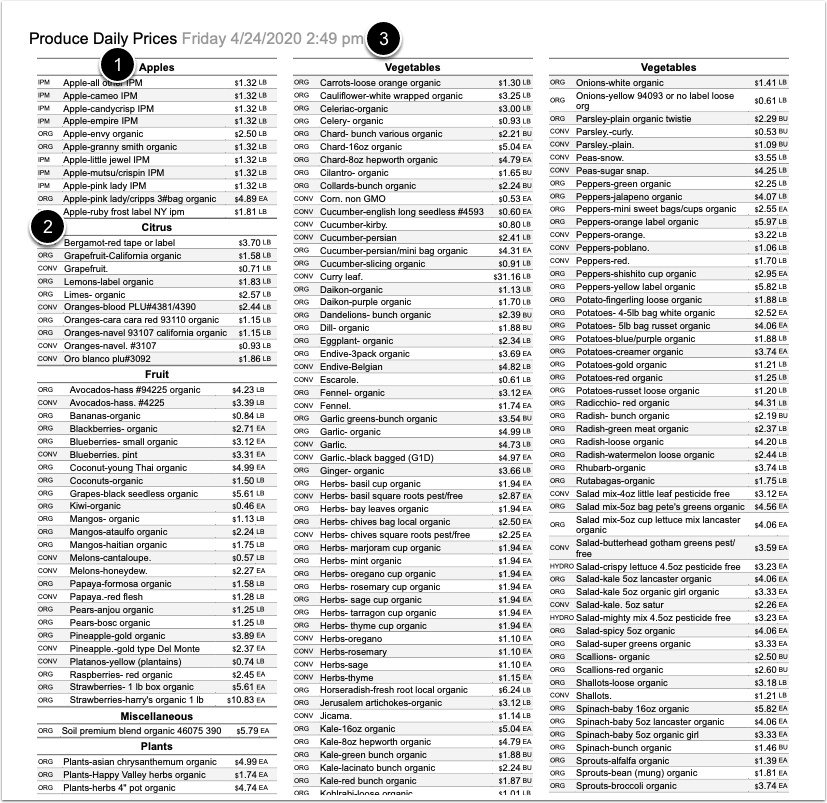 Produce Daily Prices Friday 4/24/2020 2:49 pm
3
1
Apples
IPM Apple-all other IPM $1.32 LB
IPM Apple-cameo IPM $1.32 LB
IPM Apple-candycrisp IPM $1.32 LB
IPM Apple-empire IPM $1.32 LB
ORG Apple-envy organic $2.50 LB
ORG Apple-granny smith organic $1.32 LB
IPM Apple-little jewel IPM $1.32 LB
IPM Apple-mutsu/crispin IPM $1.32 LB
IPM Apple-pink lady IPM $1.32 LB
ORG Apple-pink lady/cripps 3#bag organic $4.89 EA
Apple-ruby frost label NY ipm $1.81 LB
2
Citrus
Bergamot-red tape or label $3.70 LB
ORG Grapefruit-California organic $1.58 LB
CONV Grapefruit. $0.71 LB
ORG Lemons-label organic $1.83 LB
ORG Limes- organic $2.57 LB
CONV Oranges-blood PLU#4381/4390 $2.44 LB
ORG Oranges-cara cara red 93110 organic $1.15 LB
ORG Oranges-navel 93107 california organic $1.15 LB
CONV Oranges-navel. #3107 $0.93 LB
CONV Oro blanco plu#3092 $1.86 LB
Fruit
ORG Avocados-hass #94225 organic $4.23 LB
CONV Avocados-hass. #4225 $3.39 LB
ORG Bananas-organic $0.84 LB
ORG Blackberries- organic $2.71 EA
ORG Blueberries- small organic $3.12 EA
CONV Blueberries. pint $3.31 EA
ORG Coconut-young Thai organic $4.99 EA
ORG Coconuts-organic $1.50 LB
ORG Grapes-black seedless organic $5.61 LB
ORG Kiwi-organic $0.46 EA
ORG Mangos- organic $1.13 LB
ORG Mangos-ataulfo organic $2.24 LB
ORG Mangos-haitian organic $1.75 LB
CONV Melons-cantaloupe. $0.57 LB
CONV Melons-honeydew. $2.27 EA
ORG Papaya-formosa organic $1.58 LB
CONV Papaya.-red flesh $1.28 LB
ORG Pears-anjou organic $1.25 LB
ORG Pears-bosc organic $1.25 LB
ORG Pineapple-gold organic $3.89 EA
CONV Pineapple.-gold type Del Monte $2.37 EA
CONV Platanos-yellow (plantains) $0.74 LB
ORG Raspberries- red organic $2.45 EA
ORG Strawberries- 1 lb box organic $5.61 EA
ORG Strawberries-harry's organic 1 lb $10.83 EA
Miscellaneous
ORG Soil premium blend organic 46075 390 $5.79 EA
Plants
ORG Plants-asian chrysanthemum organic $4.99 EA
ORG Plants-Happy Valley herbs organic $1.74 EA
ORG Plants-herbs 4" pot organic $4.74 EA
Vegetables
ORG Carrots-loose orange organic $1.30 LB
ORG Cauliflower-white wrapped organic $3.25 LB
ORG Celeriac-organic $3.00 LB
ORG Celery- organic $0.93 LB
ORG Chard- bunch various organic $2.21 BU
ORG Chard-16oz organic $5.04 EA
ORG Chard-8oz hepworth organic $4.79 EA
ORG Cilantro- organic $1.65 BU
ORG Collards-bunch organic $2.24 BU
CONV Corn. non GMO $0.53 EA
CONV Cucumber-english long seedless #4593 $0.60 EA
CONV Cucumber-kirby. $0.80 LB
CONV Cucumber-persian $2.41 LB
ORG Cucumber-persian/mini bag organic $4.31 EA
ORG Cucumber-slicing organic $0.91 LB
CONV Curry leaf. $31.16 LB
ORG Daikon-organic $1.13 LB
ORG Daikon-purple organic $1.70 LB
ORG Dandelions- bunch organic $2.39 BU
ORG Dill- organic $1.88 BU
ORG Eggplant- organic $2.34 LB
ORG Endive-3pack organic $3.69 EA
CONV Endive-Belgian $4.82 LB
CONV Escarole. $0.61 LB
ORG Fennel- organic $3.12 EA
CONV Fennel. $1.74 EA
ORG Garlic greens-bunch organic $3.54 BU
ORG Garlic- organic $4.99 LB
CONV Garlic. $4.73 LB
CONV Garlic.-black bagged (G1D) $4.97 EA
ORG Ginger- organic $3.66 LB
ORG Herbs- basil cup organic $1.94 EA
CONV Herbs- basil square roots pest/free $2.87 EA
ORG Herbs- bay leaves organic $1.94 EA
ORG Herbs- chives bag local organic $2.50 EA
CONV Herbs- chives square roots pest/free $2.25 EA
ORG Herbs- marjoram cup organic $1.94 EA
ORG Herbs- mint organic $1.94 EA
ORG Herbs- oregano cup organic $1.94 EA
ORG Herbs- rosemary cup organic $1.94 EA
ORG Herbs- sage cup organic $1.94 EA
ORG Herbs- tarragon cup organic $1.94 EA
ORG Herbs- thyme cup organic $1.94 EA
CONV Herbs-oregano $1.10 EA
CONV Herbs-rosemary $1.10 EA
CONV Herbs-sage $1.10 EA
CONV Herbs-thyme $1.15 EA
ORG Horseradish-fresh root local organic $6.24 LB
ORG Jerusalem artichokes-organic $3.12 LB
CONV Jicama. $1.14 LB
ORG Kale-16oz organic $5.04 EA
ORG Kale-8oz hepworth organic $4.79 EA
ORG Kale-green bunch organic $1.88 BU
ORG Kale-lacinato bunch organic $2.24 BU
ORG Kale-red bunch organic $1.87 BU
ORG Kohlrabi-loose organic $1.01 LB
Vegetables
ORG Onions-white organic $1.41 LB
ORG Onions-yellow 94093 or no label loose org $0.61 LB
ORG Parsley-plain organic twistie $2.29 BU
CONV Parsley.-curly. $0.53 BU
CONV Parsley.-plain. $1.09 BU
CONV Peas-snow. $3.55 LB
CONV Peas-sugar snap. $4.25 LB
ORG Peppers-green organic $2.25 LB
ORG Peppers-jalapeno organic $4.07 LB
ORG Peppers-mini sweet bags/cups organic $2.55 EA
ORG Peppers-orange label organic $5.97 LB
CONV Peppers-orange. $3.22 LB
CONV Peppers-poblano. $1.06 LB
CONV Peppers-red. $1.70 LB
ORG Peppers-shishito cup organic $2.95 EA
ORG Peppers-yellow label organic $5.82 LB
ORG Potato-fingerling loose organic $1.88 LB
ORG Potatoes- 4-5lb bag white organic $2.52 EA
ORG Potatoes- 5lb bag russet organic $4.06 EA
ORG Potatoes-blue/purple organic $1.88 LB
ORG Potatoes-creamer organic $3.74 EA
ORG Potatoes-gold organic $1.21 LB
ORG Potatoes-red organic $1.25 LB
ORG Potatoes-russet loose organic $1.20 LB
ORG Radicchio- red organic $4.31 LB
ORG Radish- bunch organic $2.19 BU
ORG Radish-green meat organic $2.37 LB
ORG Radish-loose organic $4.20 LB
ORG Radish-watermelon loose organic $2.44 LB
ORG Rhubarb-organic $3.74 LB
ORG Rutabagas-organic $1.75 LB
CONV Salad mix-4oz little leaf pesticide free $3.12 EA
ORG Salad mix-5oz bag pete's greens organic $4.56 EA
ORG Salad mix-5oz cup lettuce mix lancaster organic $4.06 EA
CONV Salad-butterhead gotham greens pest/ free $3.59 EA
HYDRO Salad-crispy lettuce 4.5oz pesticide free $3.23 EA
ORG Salad-kale 5oz lancaster organic $4.06 EA
ORG Salad-kale 5oz organic girl organic $3.33 EA
CONV Salad-kale. 5oz satur $2.26 EA
HYDRO Salad-mighty mix 4.5oz pesticide free $3.23 EA
ORG Salad-spicy 5oz organic $4.06 EA
ORG Salad-super greens organic $3.33 EA
ORG Scallions- organic $2.50 BU
ORG Scallions-red organic $2.60 BU
ORG Shallots-loose organic $3.18 LB
CONV Shallots. $1.21 LB
ORG Spinach-baby 16oz organic $5.82 EA
ORG Spinach-baby 5oz lancaster organic $4.06 EA
ORG Spinach-baby 5oz organic girl $3.33 EA
ORG Spinach-bunch organic $1.46 BU
ORG Sprouts-alfalfa organic $1.39 EA
ORG Sprouts-bean (mung) organic $1.81 EA
ORG Sprouts-broccoli organic $3.74 EA